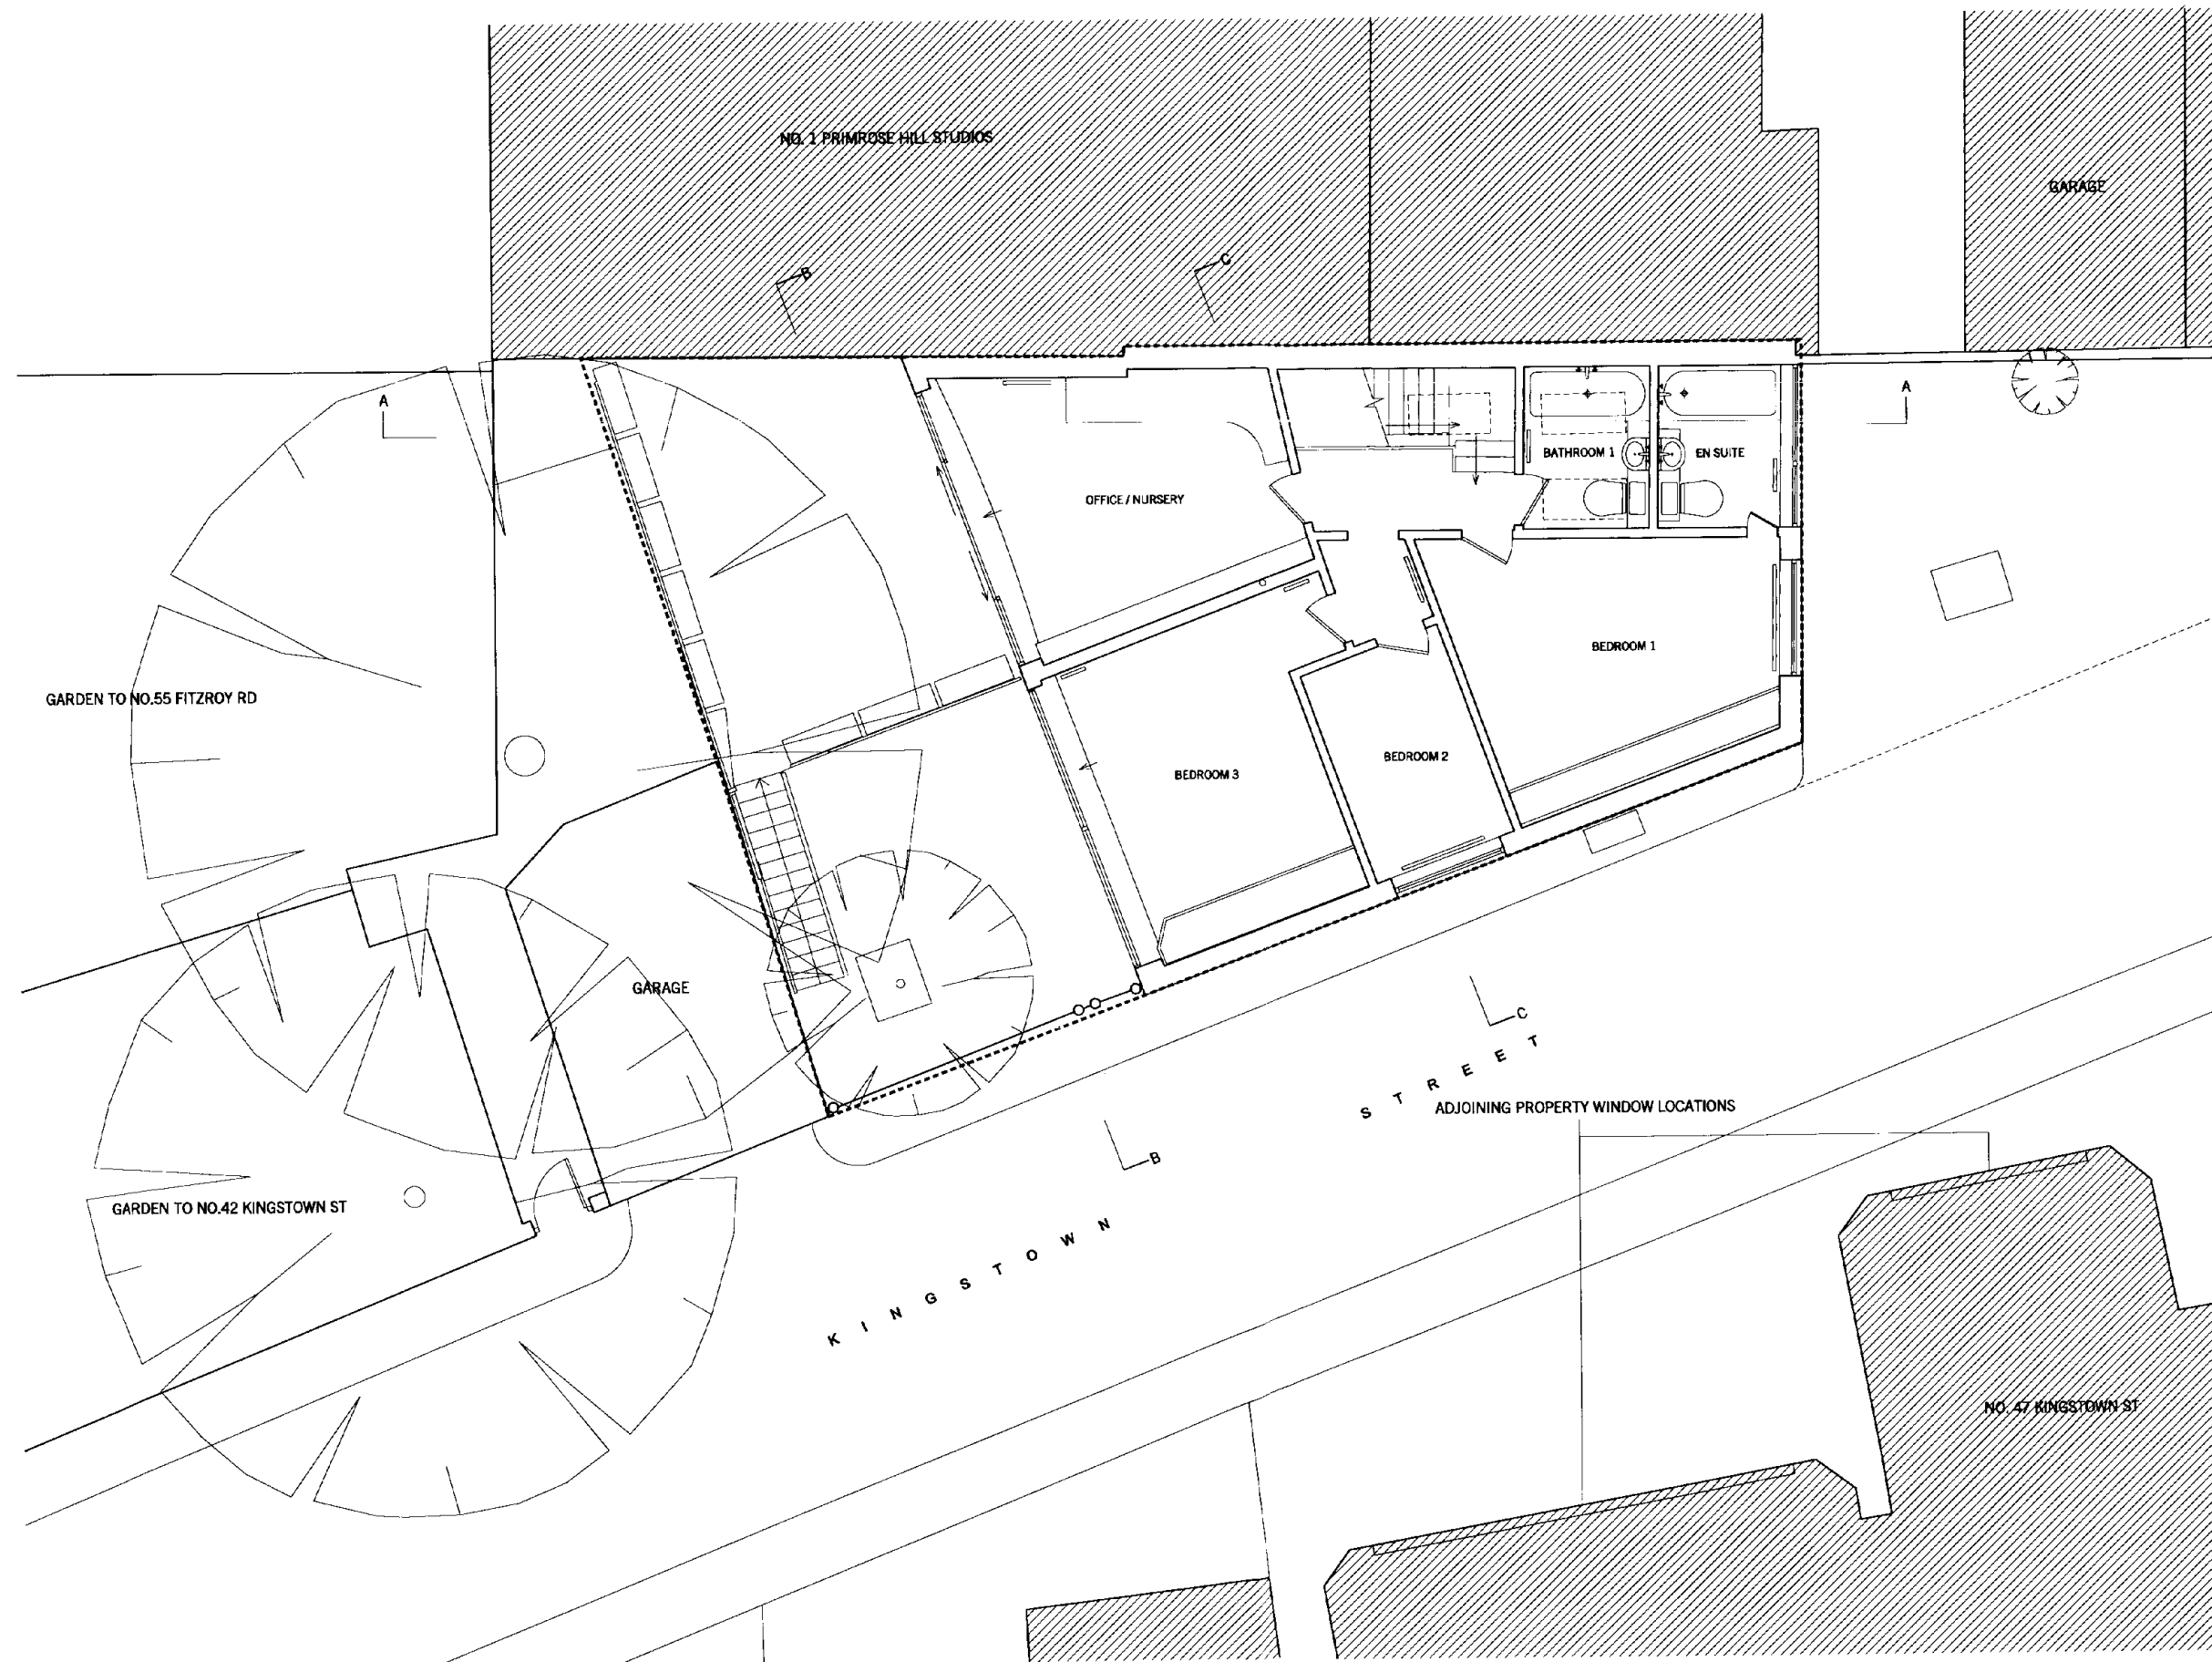 NO. 1 PRIMROSE HILL STUDIOS
GARAGE
B
C
A
A
BATHROOM 1
EN SUITE
OFFICE / NURSERY
BEDROOM 1
GARDEN TO NO.55 FITZROY RD
BEDROOM 2
BEDROOM 3
GARAGE
C
KINGSTOWN STREET
ADJOINING PROPERTY WINDOW LOCATIONS
B
GARDEN TO NO.42 KINGSTOWN ST
NO. 47 KINGSTOWN ST